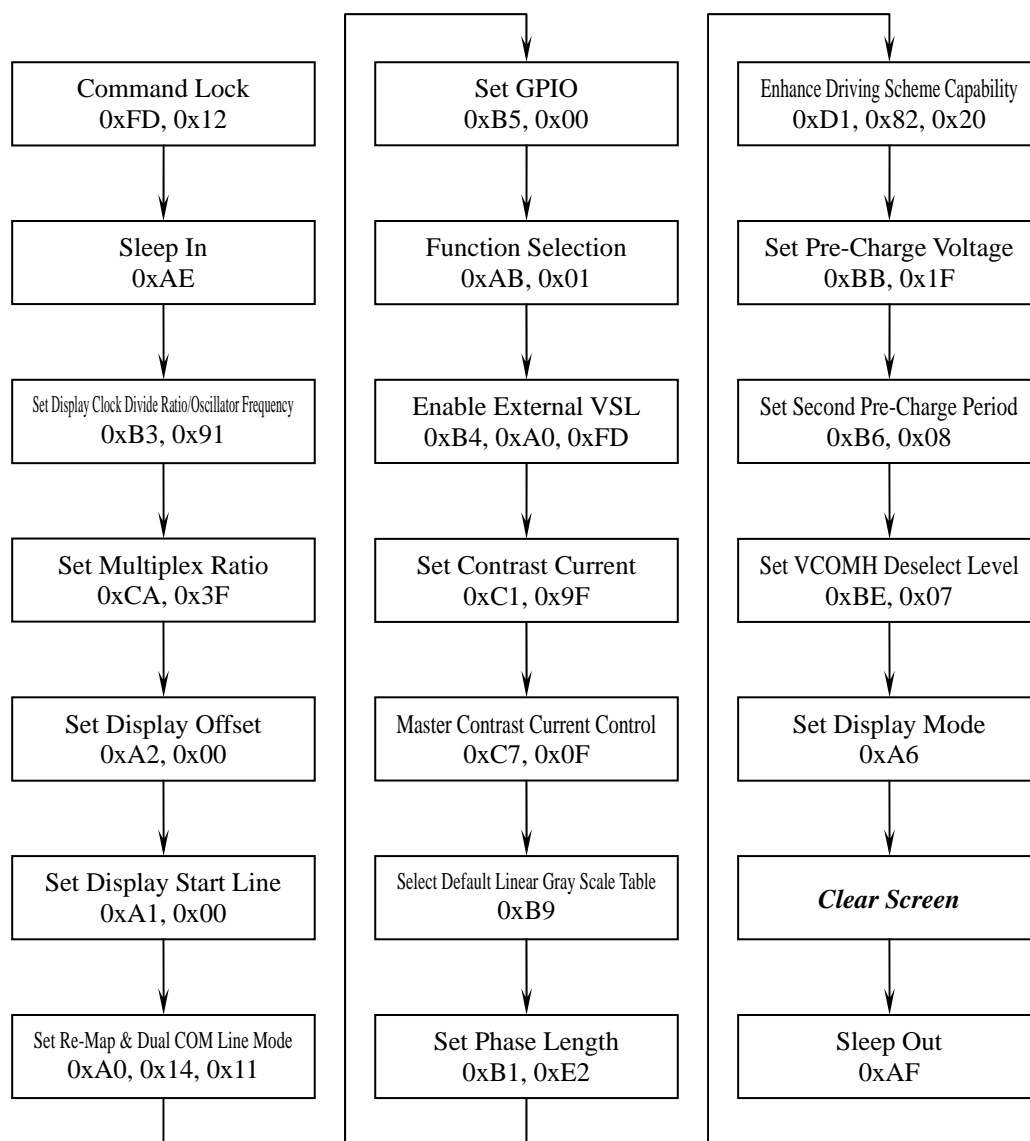 Command Lock
0xFD, 0x12
Sleep In
0xAE
Set Display Clock Divide Ratio/Oscillator Frequency
0xB3, 0x91
Set Multiplex Ratio
0xCA, 0x3F
Set Display Offset
0xA2, 0x00
Set Display Start Line
0xA1, 0x00
Set Re-Map & Dual COM Line Mode
0xA0, 0x14, 0x11
Set GPIO
0xB5, 0x00
Function Selection
0xAB, 0x01
Enable External VSL
0xB4, 0xA0, 0xFD
Set Contrast Current
0xC1, 0x9F
Master Contrast Current Control
0xC7, 0x0F
Select Default Linear Gray Scale Table
0xB9
Set Phase Length
0xB1, 0xE2
Enhance Driving Scheme Capability
0xD1, 0x82, 0x20
Set Pre-Charge Voltage
0xBB, 0x1F
Set Second Pre-Charge Period
0xB6, 0x08
Set VCOMH Deselect Level
0xBE, 0x07
Set Display Mode
0xA6
Clear Screen
Sleep Out
0xAF